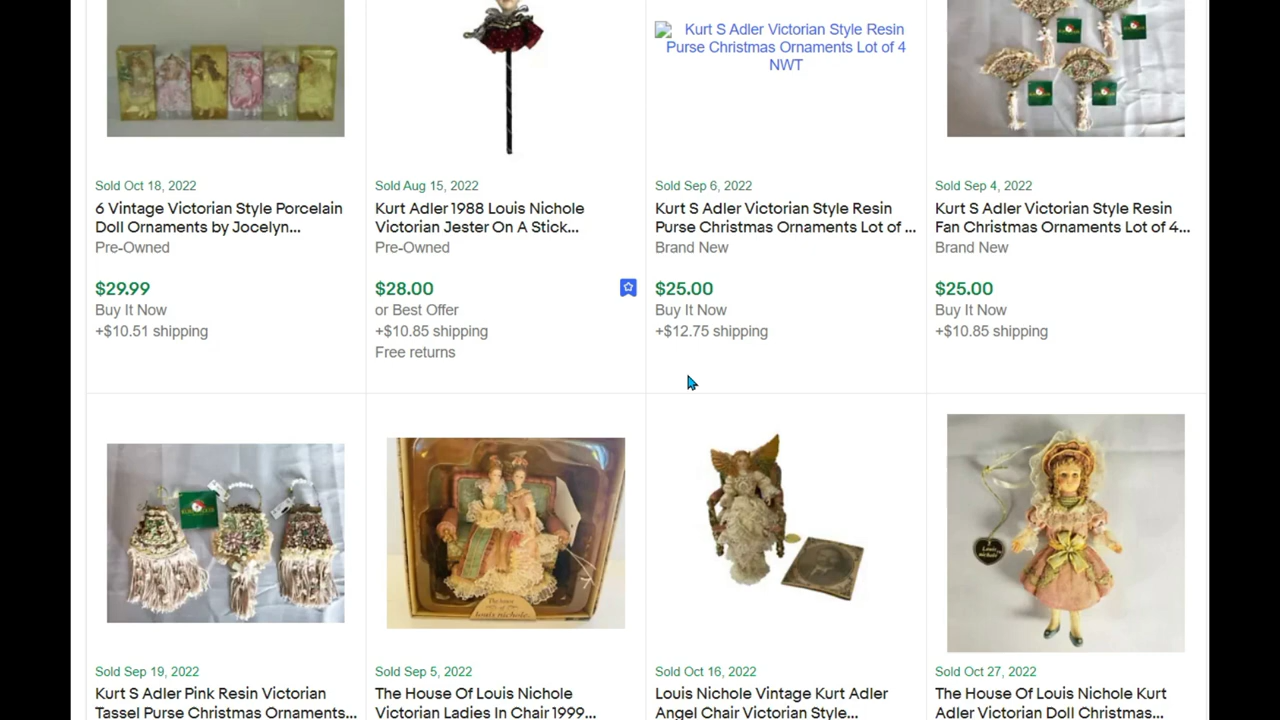 Kurt S Adler Victorian Style Resin
Purse Christmas Ornaments Lot of 4
NWT
Sold Oct 18, 2022
6 Vintage Victorian Style Porcelain
Doll Ornaments by Jocelyn...
Pre-Owned
$29.99
Buy It Now
+$10.51 shipping
Sold Aug 15, 2022
Kurt Adler 1988 Louis Nichole
Victorian Jester On A Stick...
Pre-Owned
$28.00
or Best Offer
+$10.85 shipping
Free returns
Sold Sep 6, 2022
Kurt S Adler Victorian Style Resin
Purse Christmas Ornaments Lot of ...
Brand New
$25.00
Buy It Now
+$12.75 shipping
Sold Sep 4, 2022
Kurt S Adler Victorian Style Resin
Fan Christmas Ornaments Lot of 4...
Brand New
$25.00
Buy It Now
+$10.85 shipping
The house
of
louis nichole
Louis
Nichole
Sold Sep 19, 2022
Kurt S Adler Pink Resin Victorian
Tassel Purse Christmas Ornaments...
Sold Sep 5, 2022
The House Of Louis Nichole
Victorian Ladies In Chair 1999...
Sold Oct 16, 2022
Louis Nichole Vintage Kurt Adler
Angel Chair Victorian Style...
Sold Oct 27, 2022
The House Of Louis Nichole Kurt
Adler Victorian Doll Christmas...